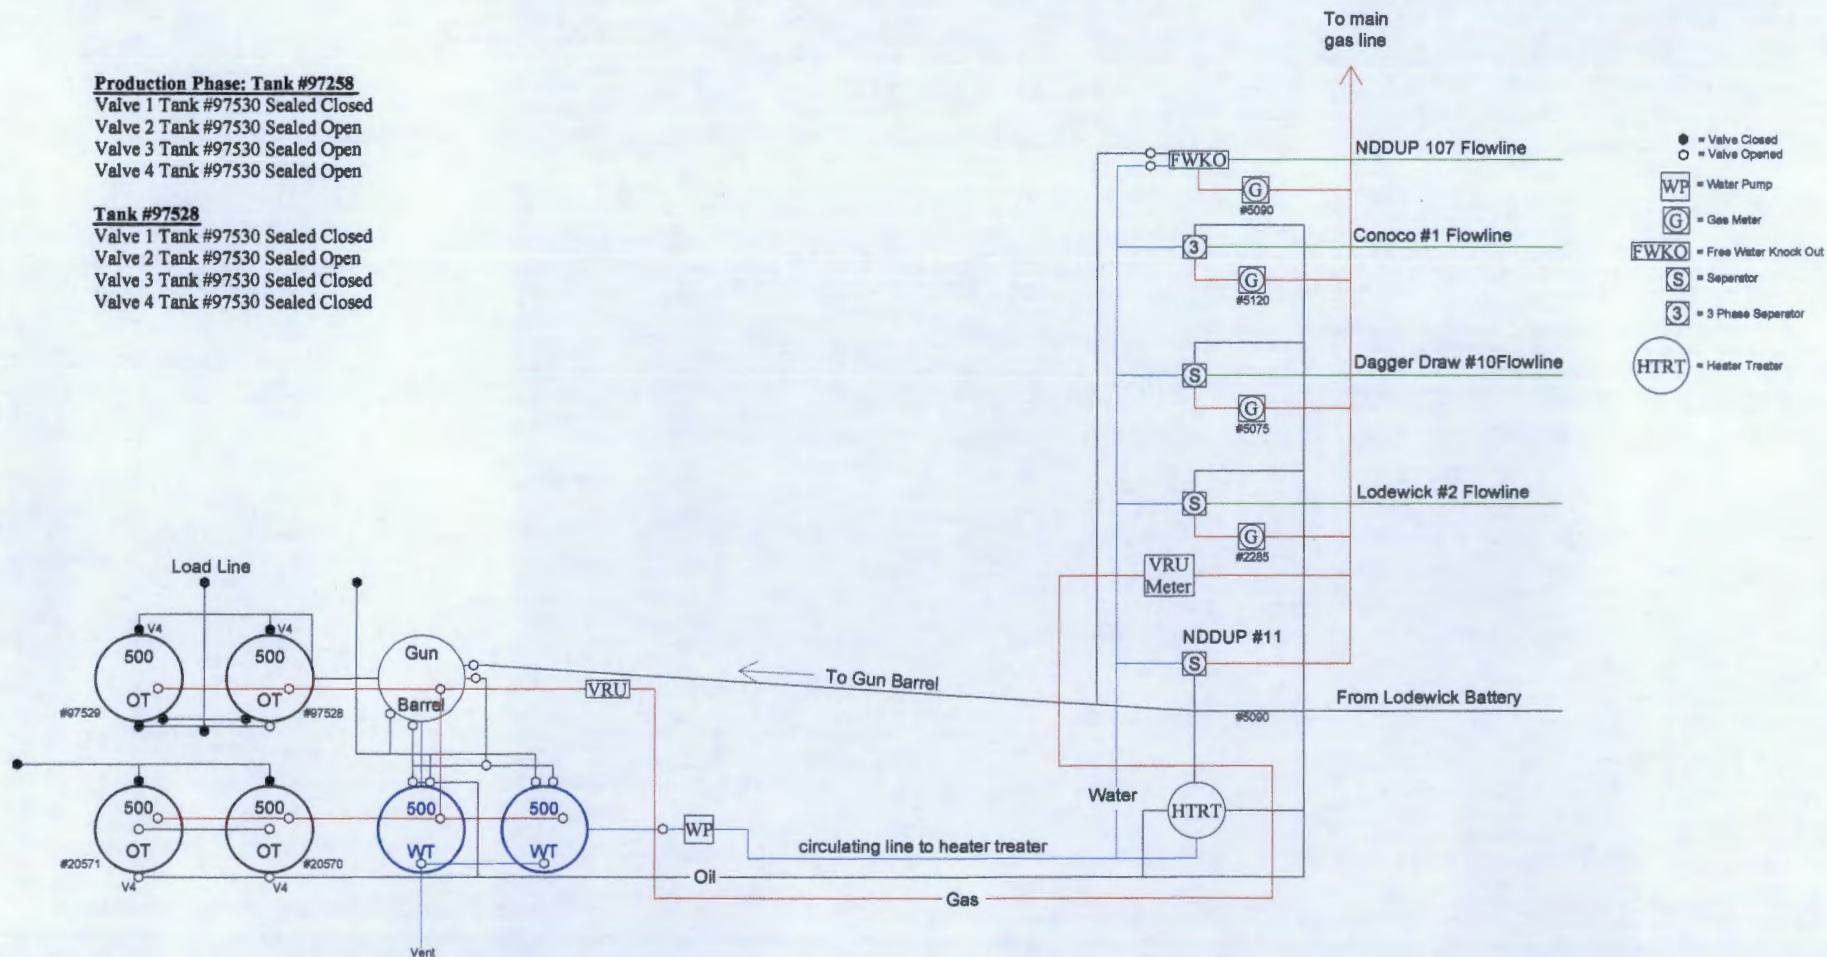 To main
gas line
Production Phase: Tank #97258
Valve 1 Tank #97530 Sealed Closed
Valve 2 Tank #97530 Sealed Open
Valve 3 Tank #97530 Sealed Open
Valve 4 Tank #97530 Sealed Open
Tank #97528
Valve 1 Tank #97530 Sealed Closed
Valve 2 Tank #97530 Sealed Open
Valve 3 Tank #97530 Sealed Closed
Valve 4 Tank #97530 Sealed Closed
= Valve Closed
= Valve Opened
WP = Water Pump
G = Gas Meter
FWKO = Free Water Knock Out
S = Seperator
3 = 3 Phase Seperator
HTRT = Heater Treater
NDDUP 107 Flowline
FWKO
G
#5090
Conoco #1 Flowline
3
G
#5120
Dagger Draw #10Flowline
S
G
#5075
Lodewick #2 Flowline
S
G
#2285
VRU
Meter
NDDUP #11
S
To Gun Barrel
From Lodewick Battery
#5090
Load Line
V4
V4
500
OT
#97529
500
OT
#97528
Gun
Barrel
VRU
500
OT
#20571
V4
500
OT
#20570
V4
500
WT
500
WT
WP
Water
HTRT
circulating line to heater treater
Oil
Gas
Vent